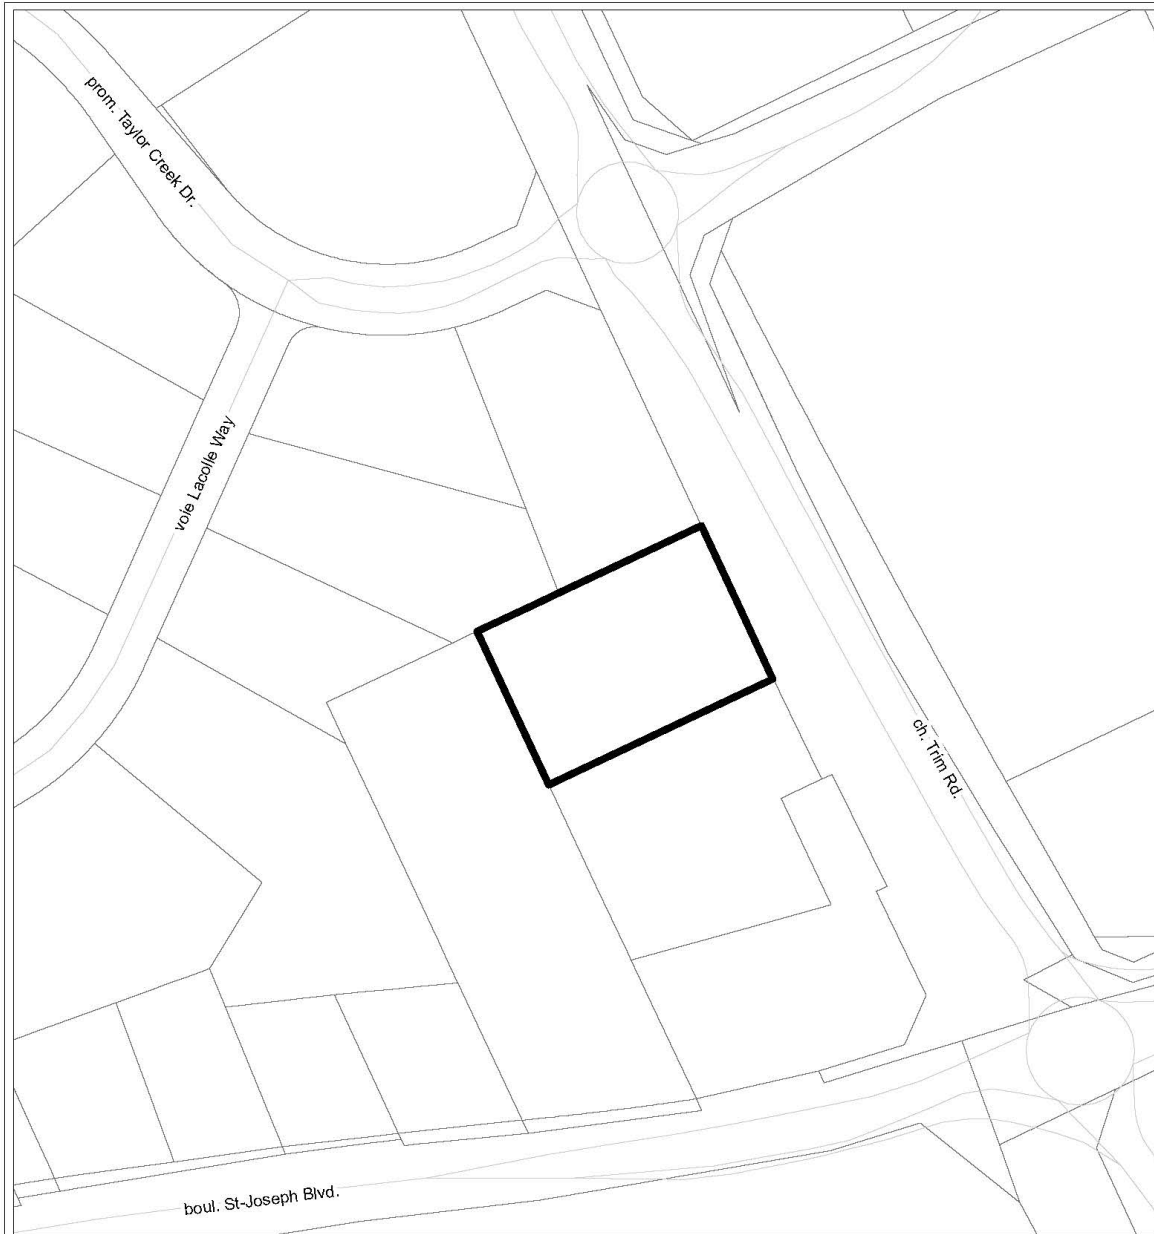 prom. Taylor Creek Dr.
voie Lacolle Way
ch. Trim Rd.
boul. St-Joseph Blvd.